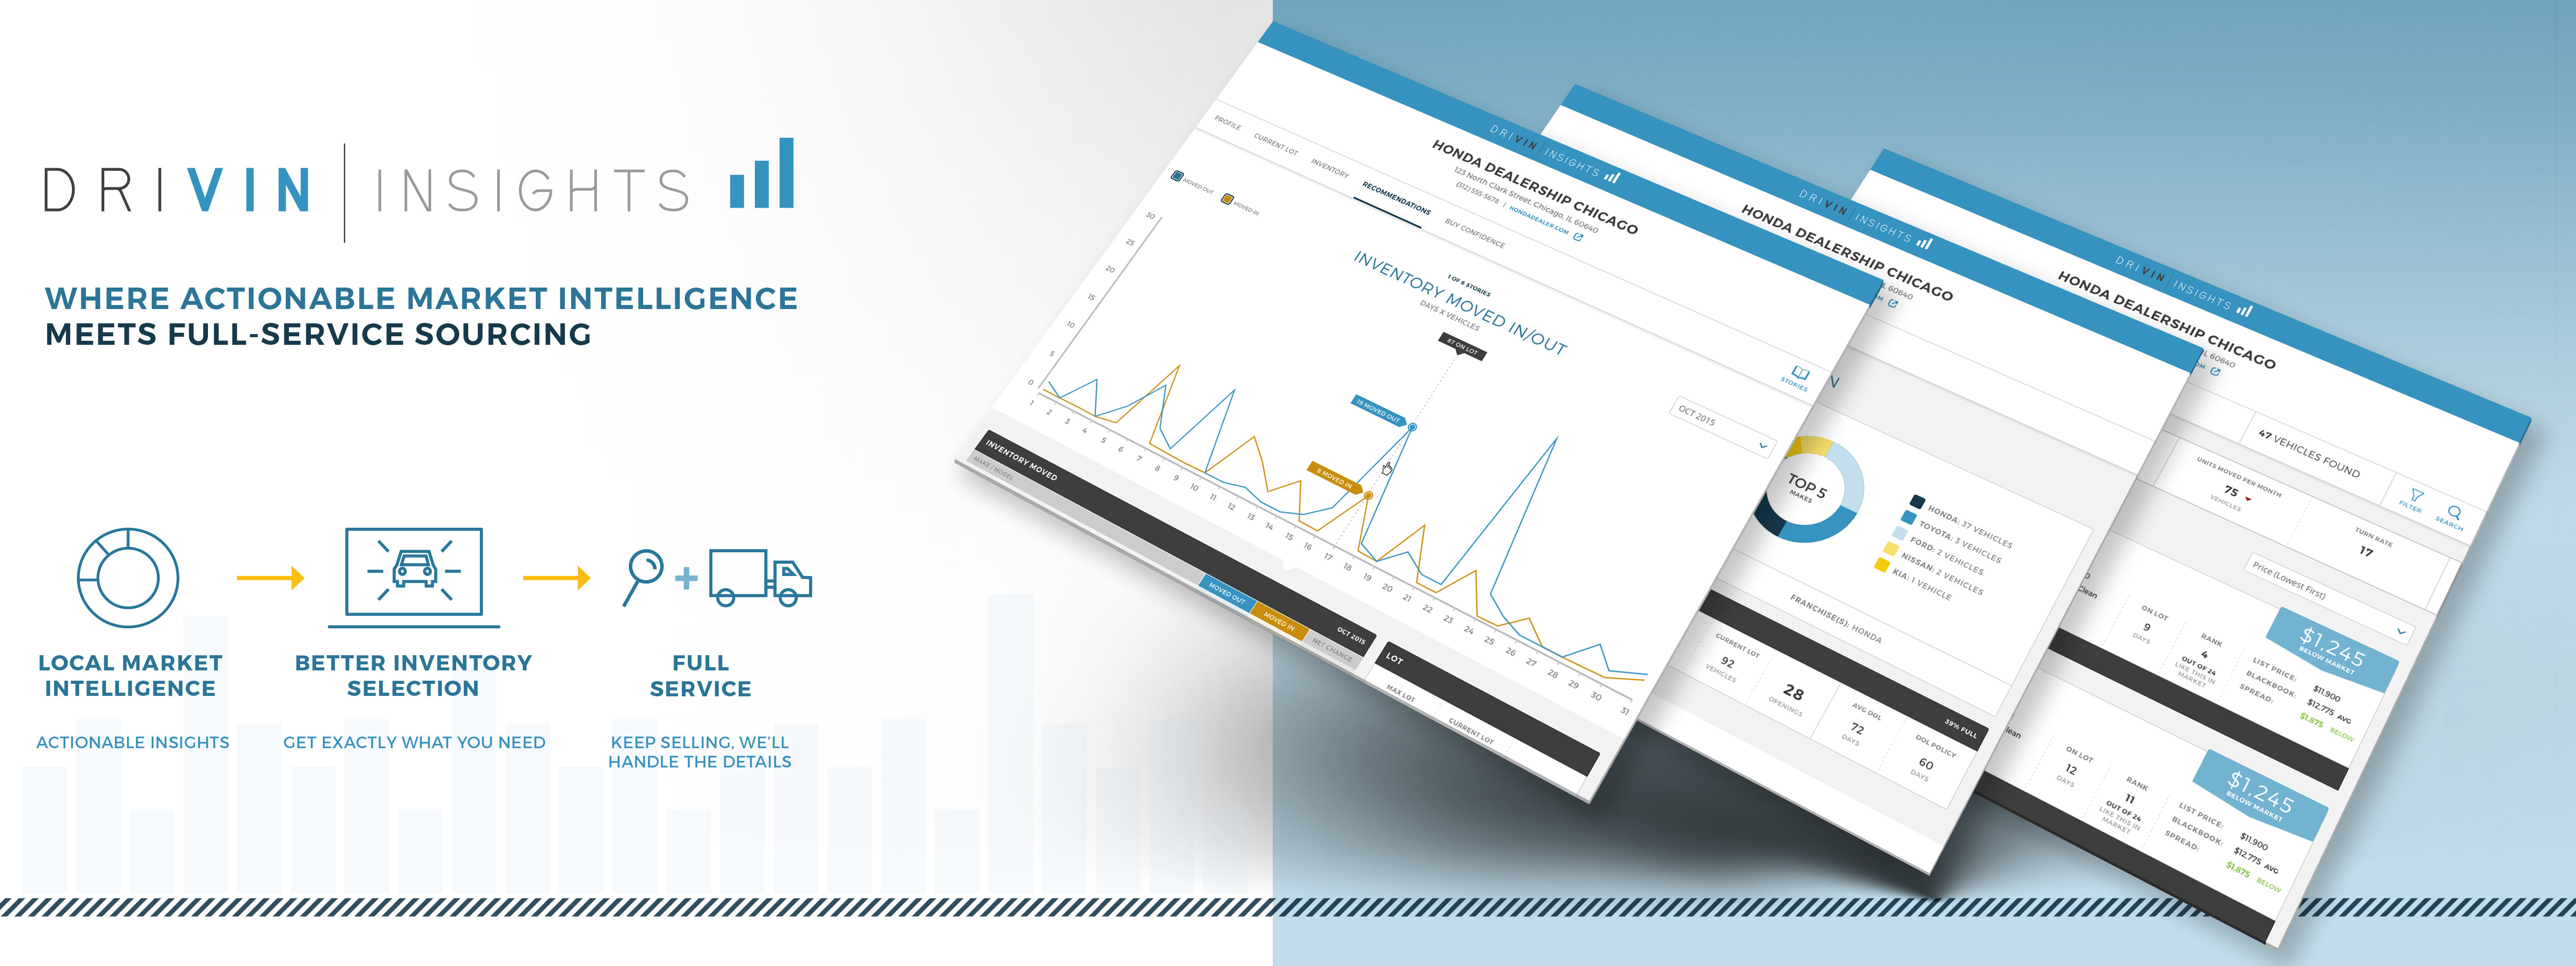 DRIVIN | INSIGHTS
WHERE ACTIONABLE MARKET INTELLIGENCE
MEETS FULL-SERVICE SOURCING
LOCAL MARKET
INTELLIGENCE
ACTIONABLE INSIGHTS
BETTER INVENTORY
SELECTION
GET EXACTLY WHAT YOU NEED
+
FULL
SERVICE
KEEP SELLING, WE'LL
HANDLE THE DETAILS
DRIVIN | INSIGHTS
HONDA DEALERSHIP CHICAGO
123 North Clark Street, Chicago, IL 60640
(312) 555-5678 | HONDADEALER.COM
PROFILE CURRENT LOT INVENTORY RECOMMENDATIONS BUY CONFIDENCE
MOVED OUT MOVED IN
1 OF 6 STORIES
INVENTORY MOVED IN/OUT
DAYS X VEHICLES
STORIES
OCT 2015
87 ON LOT
19 MOVED OUT
8 MOVED IN
30
25
20
15
10
5
0
1 2 3 4 5 6 7 8 9 10 11 12 13 14 15 16 17 18 19 20 21 22 23 24 25 26 27 28 29 30 31
INVENTORY MOVED OCT 2015
MAKE / MODEL MOVED OUT MOVED IN NET CHANGE
LOT
MAX LOT CURRENT LOT
DRIVIN | INSIGHTS
HONDA DEALERSHIP CHICAGO
L 60640
M
N
TOP 5
MAKES
HONDA: 37 VEHICLES
TOYOTA: 3 VEHICLES
FORD: 2 VEHICLES
NISSAN: 2 VEHICLES
KIA: 1 VEHICLE
FRANCHISE(S): HONDA
39% FULL
CURRENT LOT
92
VEHICLES
28
OPENINGS
AVG DOL
72
DAYS
DOL POLICY
60
DAYS
DRIVIN | INSIGHTS
HONDA DEALERSHIP CHICAGO
L 60640
OM
47 VEHICLES FOUND
FILTER
SEARCH
UNITS MOVED PER MONTH
75
VEHICLES
TURN RATE
17
Price (Lowest First)
Clean
ON LOT
9
DAYS
RANK
4
OUT OF 24
LIKE THIS IN
MARKET
$1,245
BELOW MARKET
LIST PRICE: $11,900
BLACKBOOK: $12,775 AVG
SPREAD: $1,875 BELOW
lean
ON LOT
12
DAYS
RANK
11
OUT OF 24
LIKE THIS IN
MARKET
$1,245
BELOW MARKET
LIST PRICE: $11,900
BLACKBOOK: $12,775 AVG
SPREAD: $1,875 BELOW